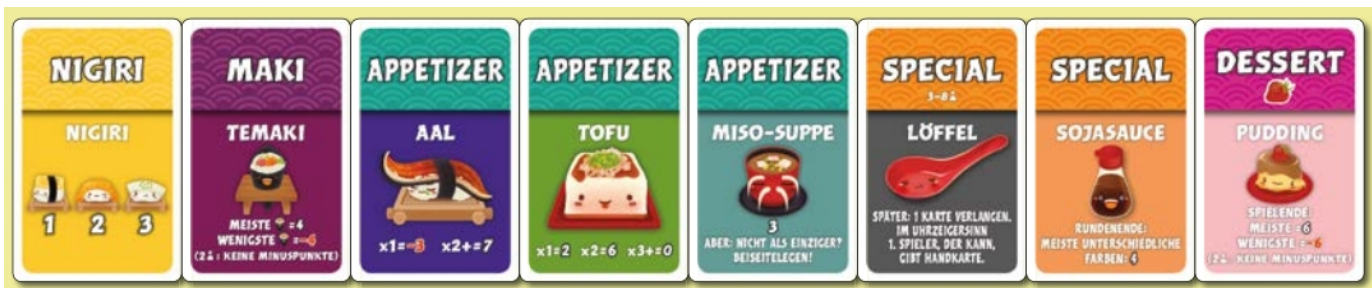 NIGIRI
NIGIRI
1 2 3
MAKI
TEMAKI
MEISTE =4
WENIGSTE =-4
(2 : KEINE MINUSPUNKTE)
APPETIZER
AAL
x1=-3 x2+=7
APPETIZER
TOFU
x1=2 x2=6 x3+=0
APPETIZER
MISO-SUPPE
3
ABER: NICHT ALS EINZIGER?
BEISEITELEGEN!
SPECIAL
3-8
LÖFFEL
SPÄTER: 1 KARTE VERLANGEN.
IM UHRZEIGERSINN
1. SPIELER, DER KANN,
GIBT HANDKARTE.
SPECIAL
SOJASAUCE
RUNDENENDE:
MEISTE UNTERSCHIEDLICHE
FARBEN: 4
DESSERT
PUDDING
SPIELENDE:
MEISTE =6
WENIGSTE =-6
(2 : KEINE MINUSPUNKTE)